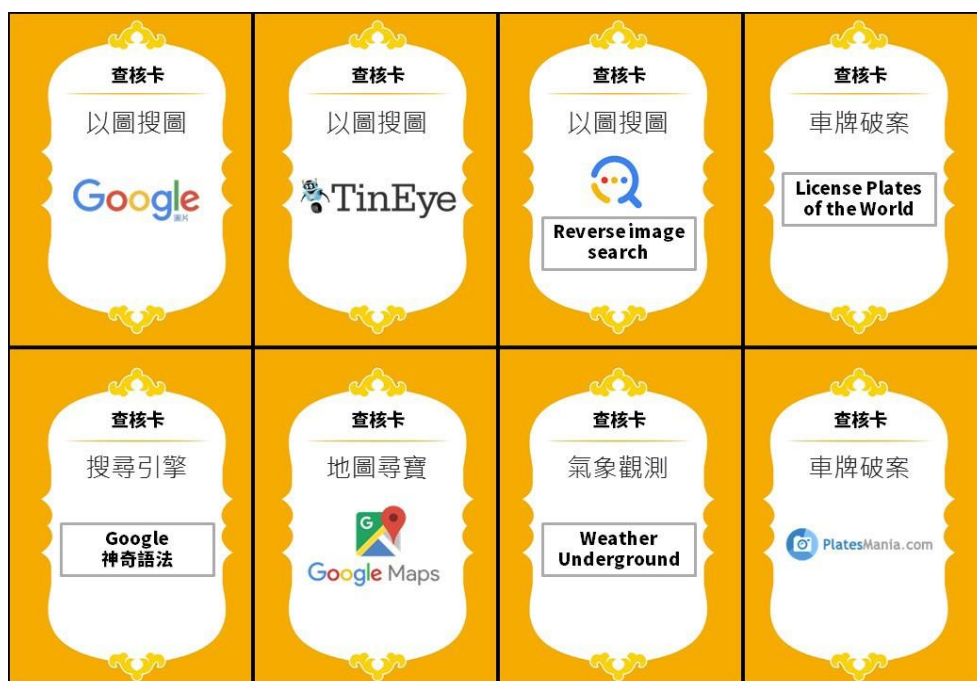 查核卡
以圖搜圖
Google
圖片
查核卡
以圖搜圖
TinEye
查核卡
以圖搜圖
Reverse image
search
查核卡
車牌破案
License Plates
of the World
查核卡
搜尋引擎
Google
神奇語法
查核卡
地圖尋寶
G
Google Maps
查核卡
氣象觀測
Weather
Underground
查核卡
車牌破案
PlatesMania.com